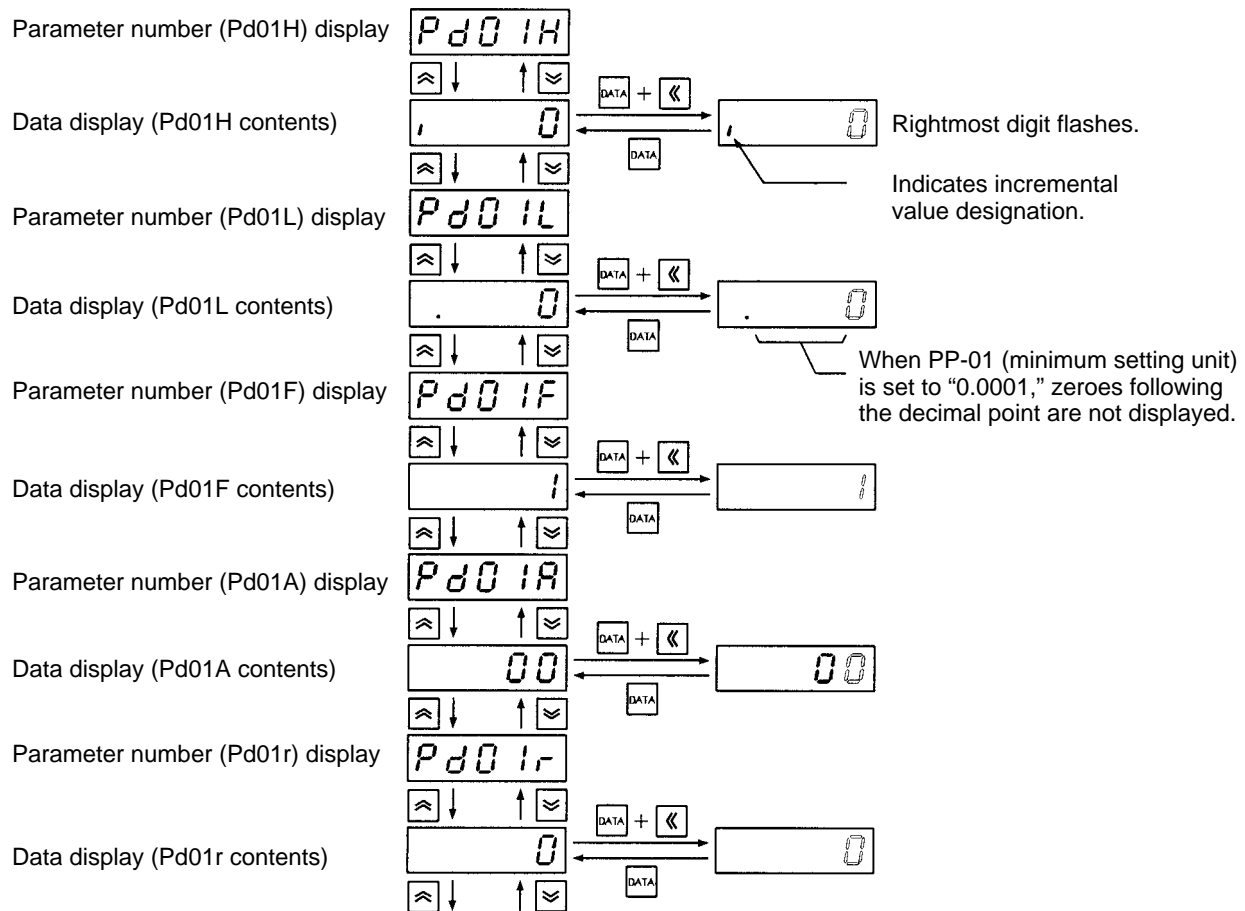 Parameter number (Pd01H) display
Pd01H
DATA +
Data display (Pd01H contents)
0
0
Rightmost digit flashes.
DATA
Indicates incremental
value designation.
Parameter number (Pd01L) display
Pd01L
DATA +
Data display (Pd01L contents)
. 0
. 0
DATA
When PP-01 (minimum setting unit)
is set to “0.0001,” zeroes following
the decimal point are not displayed.
Parameter number (Pd01F) display
Pd01F
DATA +
Data display (Pd01F contents)
1
1
DATA
Parameter number (Pd01A) display
Pd01A
DATA +
Data display (Pd01A contents)
00
00
DATA
Parameter number (Pd01r) display
Pd01r
DATA +
Data display (Pd01r contents)
0
0
DATA